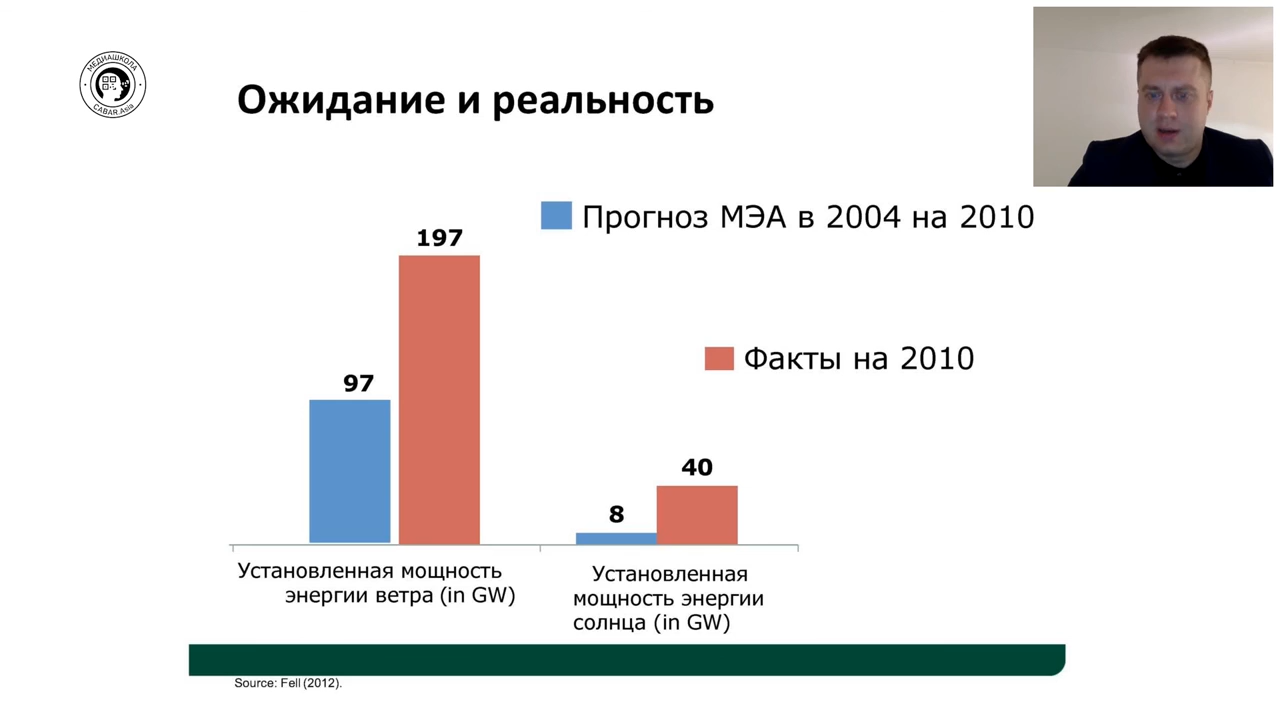 МЕДИАШКОЛА
CABAR.Asia
Ожидание и реальность
Прогноз МЭА в 2004 на 2010
197
Факты на 2010
97
40
8
Установленная мощность
энергии ветра (in GW)
Установленная
мощность энергии
солнца (in GW)
Source: Fell (2012).